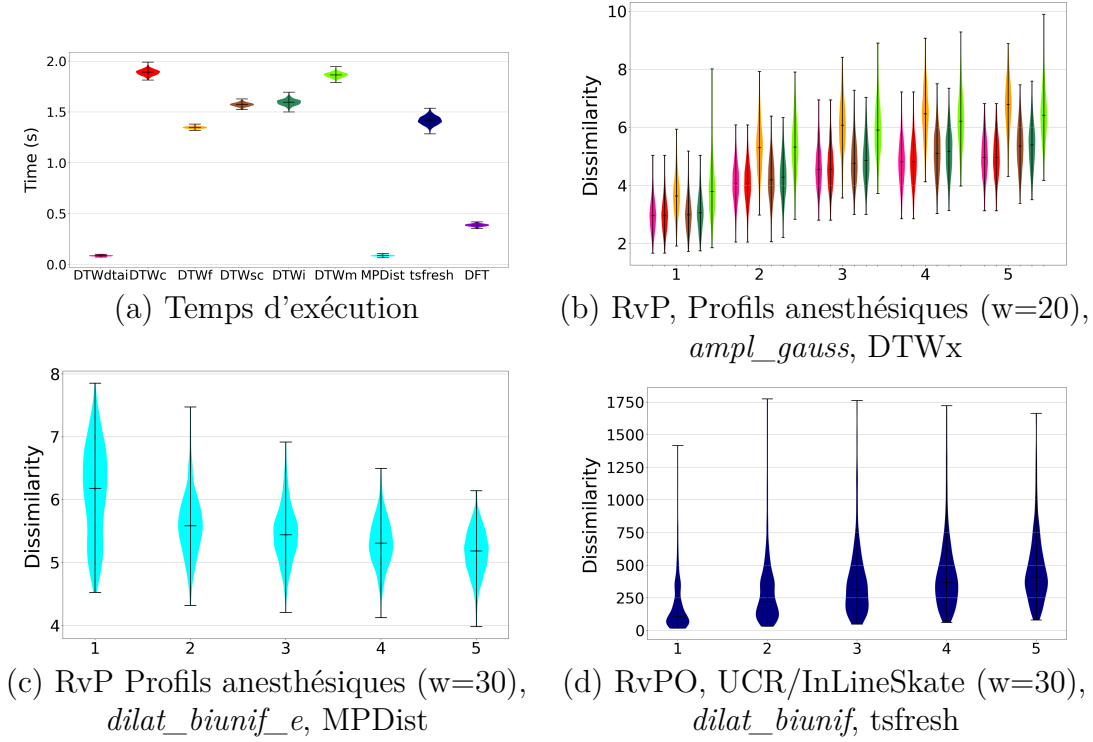 2.0
1.5
1.0
0.5
0.0
Time (s)
DTWdtai DTWc DTWf DTWsc DTWi DTWm MPDist tsfresh DFT
(a) Temps d'exécution
10
8
6
4
2
Dissimilarity
1 2 3 4 5
(b) RvP, Profils anesthésiques (w=20),
ampl_gauss, DTWx
8
7
6
5
4
Dissimilarity
1 2 3 4 5
(c) RvP Profils anesthésiques (w=30),
dilat_biunif_e, MPDist
1750
1500
1250
1000
750
500
250
0
Dissimilarity
1 2 3 4 5
(d) RvPO, UCR/InLineSkate (w=30),
dilat_biunif, tsfresh